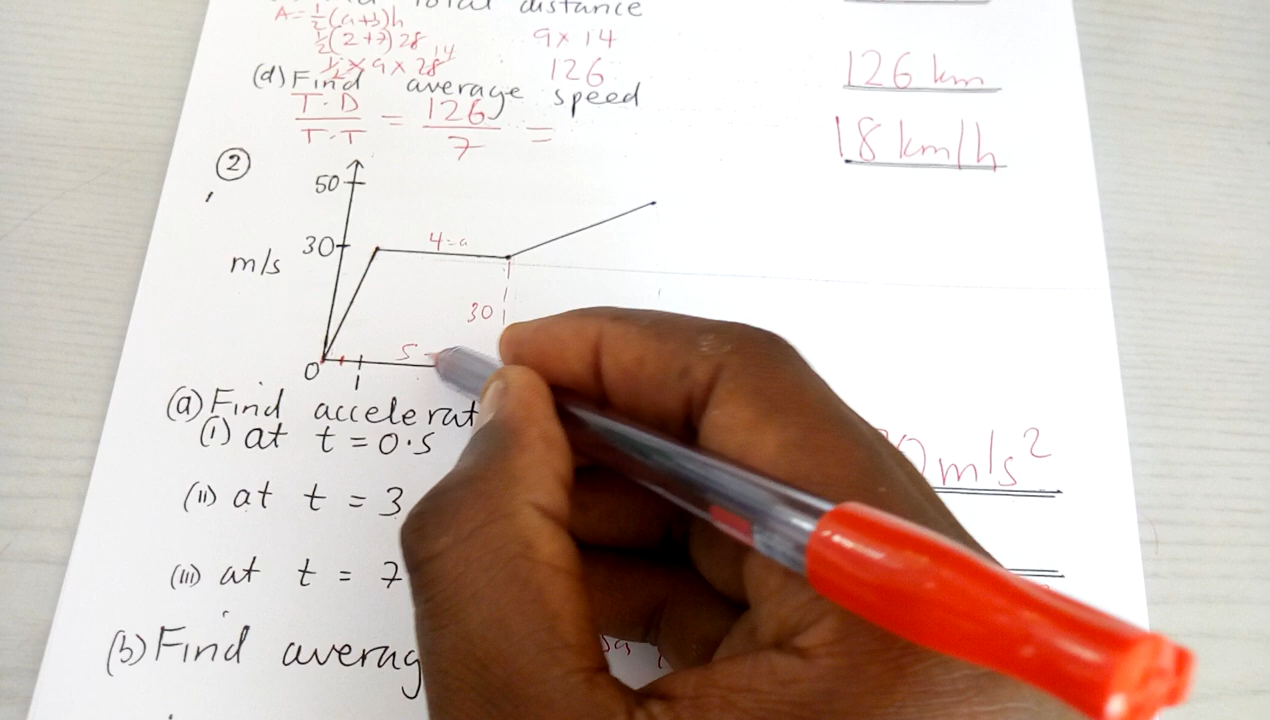 Total distance
A = 1/2 (a+b)h
1/2 (2+7) 28
9 x 14
1/2 x 9 x 28 14
126
126 km
(d) Find average speed
T.D / T.T = 126 / 7 =
18 km/h
2
50
30
m/s
4=a
30
5
0
1
(a) Find accelerat
(i) at t = 0.5
m/s²
(ii) at t = 3
(iii) at t = 7
(b) Find averag